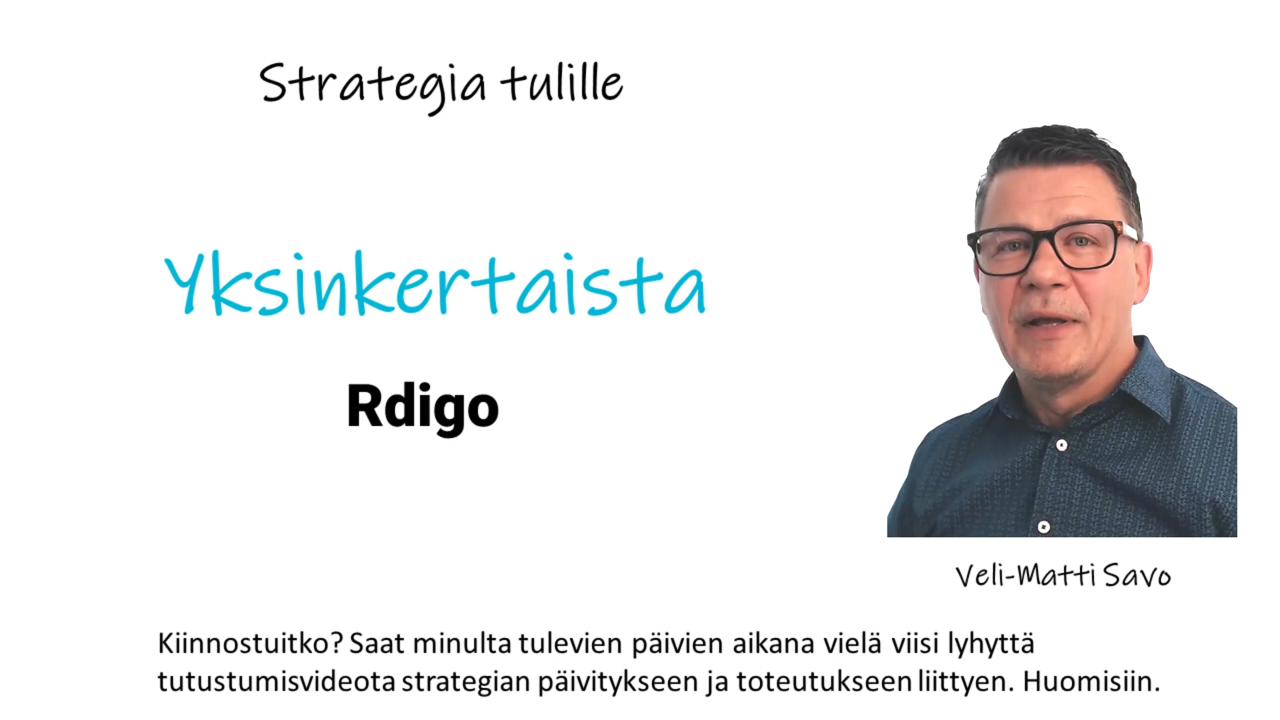 Strategia tulille
Yksinkertaista
Rdigo
Veli-Matti Savo
Kiinnostuitko? Saat minulta tulevien päivien aikana vielä viisi lyhyttä
tutustumisvideota strategian päivitykseen ja toteutukseen liittyen. Huomisiin.